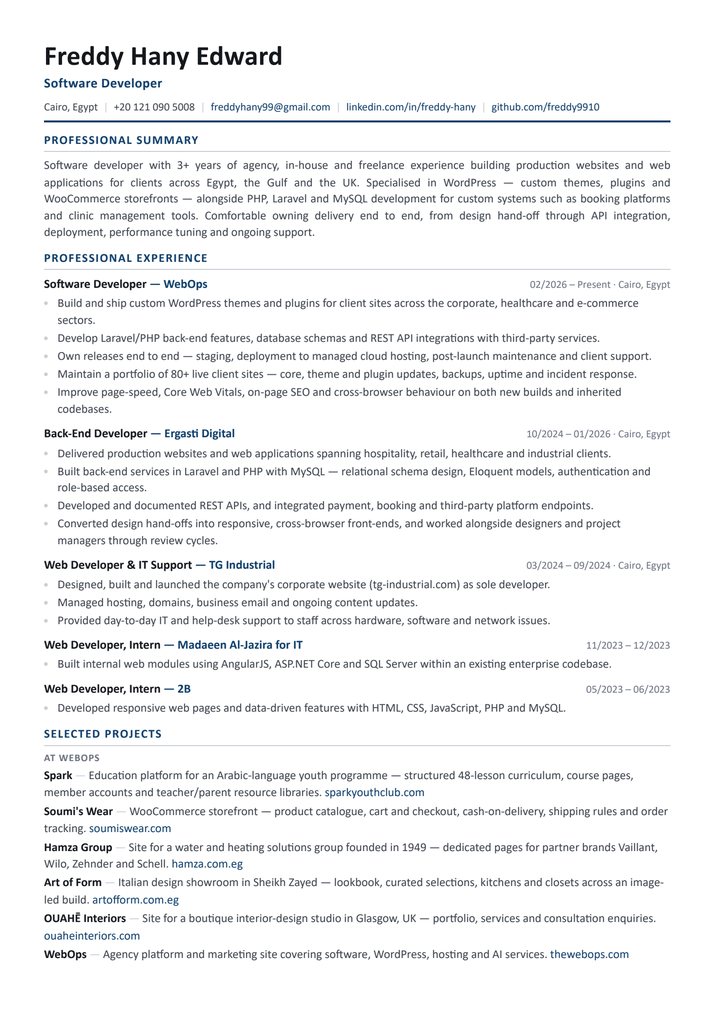 Freddy Hany Edward
Software Developer
Cairo, Egypt | +20 121 090 5008 | freddyhany99@gmail.com | linkedin.com/in/freddy-hany | github.com/freddy9910
PROFESSIONAL SUMMARY
Software developer with 3+ years of agency, in-house and freelance experience building production websites and web
applications for clients across Egypt, the Gulf and the UK. Specialised in WordPress — custom themes, plugins and
WooCommerce storefronts — alongside PHP, Laravel and MySQL development for custom systems such as booking platforms
and clinic management tools. Comfortable owning delivery end to end, from design hand-off through API integration,
deployment, performance tuning and ongoing support.
PROFESSIONAL EXPERIENCE
Software Developer — WebOps 02/2026 – Present · Cairo, Egypt
• Build and ship custom WordPress themes and plugins for client sites across the corporate, healthcare and e-commerce
sectors.
• Develop Laravel/PHP back-end features, database schemas and REST API integrations with third-party services.
• Own releases end to end — staging, deployment to managed cloud hosting, post-launch maintenance and client support.
• Maintain a portfolio of 80+ live client sites — core, theme and plugin updates, backups, uptime and incident response.
• Improve page-speed, Core Web Vitals, on-page SEO and cross-browser behaviour on both new builds and inherited
codebases.
Back-End Developer — Ergasti Digital 10/2024 – 01/2026 · Cairo, Egypt
• Delivered production websites and web applications spanning hospitality, retail, healthcare and industrial clients.
• Built back-end services in Laravel and PHP with MySQL — relational schema design, Eloquent models, authentication and
role-based access.
• Developed and documented REST APIs, and integrated payment, booking and third-party platform endpoints.
• Converted design hand-offs into responsive, cross-browser front-ends, and worked alongside designers and project
managers through review cycles.
Web Developer & IT Support — TG Industrial 03/2024 – 09/2024 · Cairo, Egypt
• Designed, built and launched the company's corporate website (tg-industrial.com) as sole developer.
• Managed hosting, domains, business email and ongoing content updates.
• Provided day-to-day IT and help-desk support to staff across hardware, software and network issues.
Web Developer, Intern — Madaeen Al-Jazira for IT 11/2023 – 12/2023
• Built internal web modules using AngularJS, ASP.NET Core and SQL Server within an existing enterprise codebase.
Web Developer, Intern — 2B 05/2023 – 06/2023
• Developed responsive web pages and data-driven features with HTML, CSS, JavaScript, PHP and MySQL.
SELECTED PROJECTS
AT WEBOPS
Spark — Education platform for an Arabic-language youth programme — structured 48-lesson curriculum, course pages,
member accounts and teacher/parent resource libraries. sparkyouthclub.com
Soumi's Wear — WooCommerce storefront — product catalogue, cart and checkout, cash-on-delivery, shipping rules and order
tracking. soumiswear.com
Hamza Group — Site for a water and heating solutions group founded in 1949 — dedicated pages for partner brands Vaillant,
Wilo, Zehnder and Schell. hamza.com.eg
Art of Form — Italian design showroom in Sheikh Zayed — lookbook, curated selections, kitchens and closets across an image-
led build. artofform.com.eg
OUAHĒ Interiors — Site for a boutique interior-design studio in Glasgow, UK — portfolio, services and consultation enquiries.
ouaheinteriors.com
WebOps — Agency platform and marketing site covering software, WordPress, hosting and AI services. thewebops.com